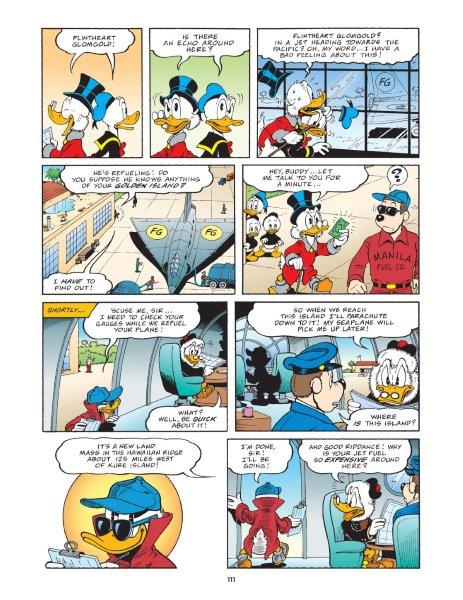 FLINTHEART
GLOMGOLD!
IS THERE
AN ECHO AROUND
HERE?
FLINTHEART GLOMGOLD?
IN A JET HEADING TOWARDS THE
PACIFIC? OH, MY WORD...I HAVE A
BAD FEELING ABOUT THIS!
FG
HE'S REFUELING! DO
YOU SUPPOSE HE KNOWS ANYTHING
OF YOUR GOLDEN ISLAND?
FG
FG
I HAVE TO
FIND OUT!
HEY, BUDDY...LET
ME TALK TO YOU FOR
A MINUTE...
?
MANILA
FUEL CO.
SHORTLY...
'SCUSE ME, SIR...
I NEED TO CHECK YOUR
GAUGES WHILE WE REFUEL
YOUR PLANE!
WHAT?
WELL, BE QUICK
ABOUT IT!
SO WHEN WE REACH
THIS ISLAND I'LL PARACHUTE
DOWN TO IT! MY SEAPLANE WILL
PICK ME UP LATER!
WHERE
IS THIS ISLAND?
IT'S A NEW LAND
MASS IN THE HAWAIIAN RIDGE
ABOUT 125 MILES WEST
OF KURE ISLAND!
I'M DONE,
SIR!
I'LL BE
GOING!
AND GOOD RIDDANCE! WHY
IS YOUR JET FUEL
SO EXPENSIVE AROUND
HERE?
111